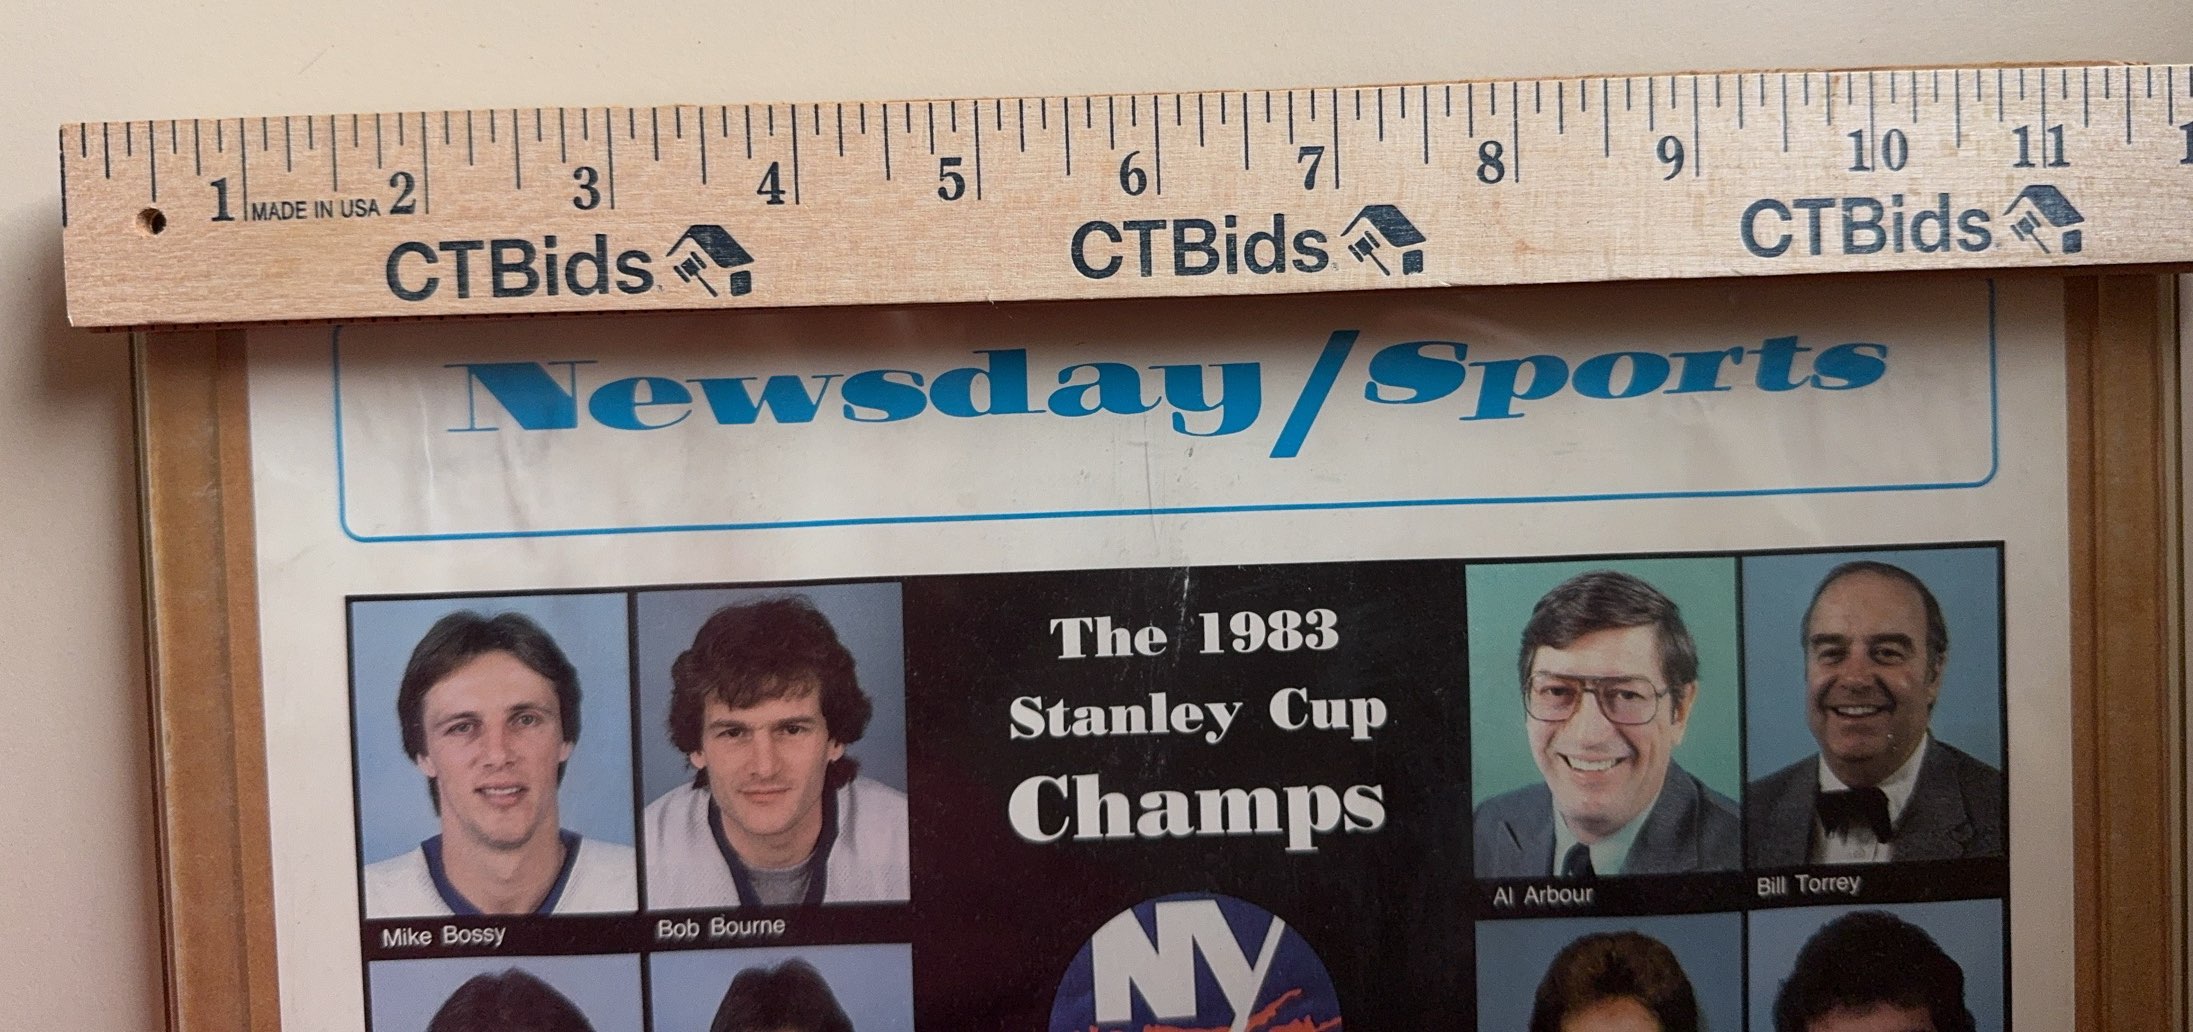 1 2 3 4 5 6 7 8 9 10 11
MADE IN USA
CTBids CTBids CTBids
Newsday/Sports
The 1983
Stanley Cup
Champs
Al Arbour
Bill Torrey
Mike Bossy
Bob Bourne
NY